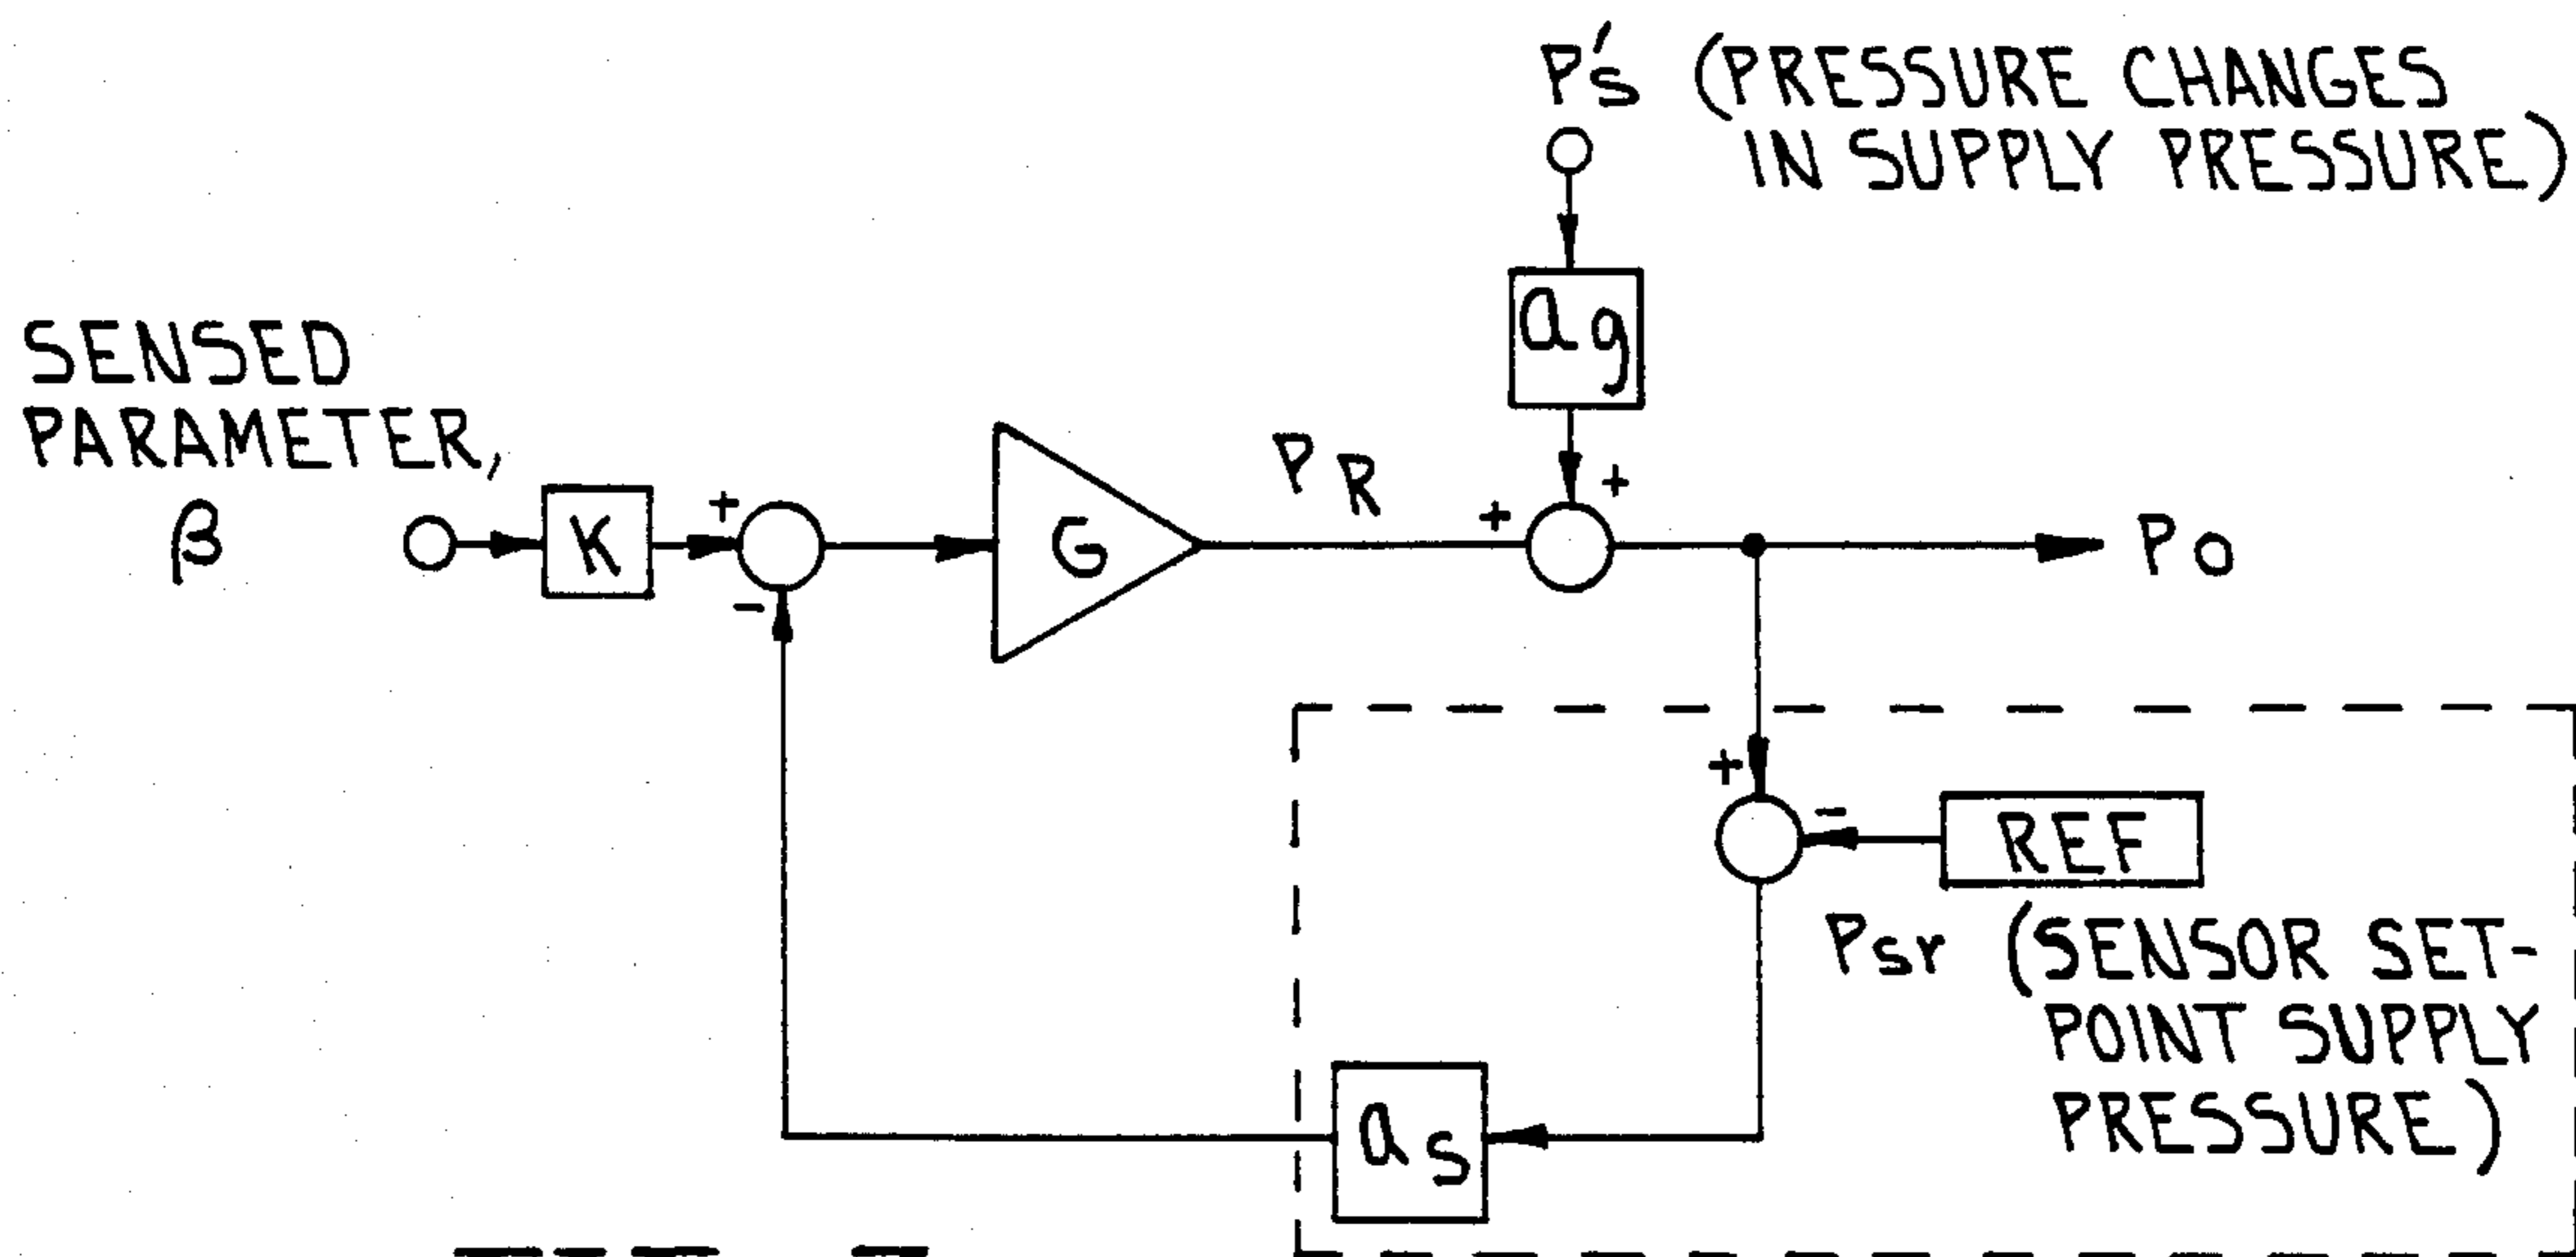 P's (PRESSURE CHANGES
IN SUPPLY PRESSURE)
ag
SENSED
PARAMETER,
β
K
+
-
G
PR
+
+
Po
+
-
REF
Psr (SENSOR SET-
POINT SUPPLY
PRESSURE)
as